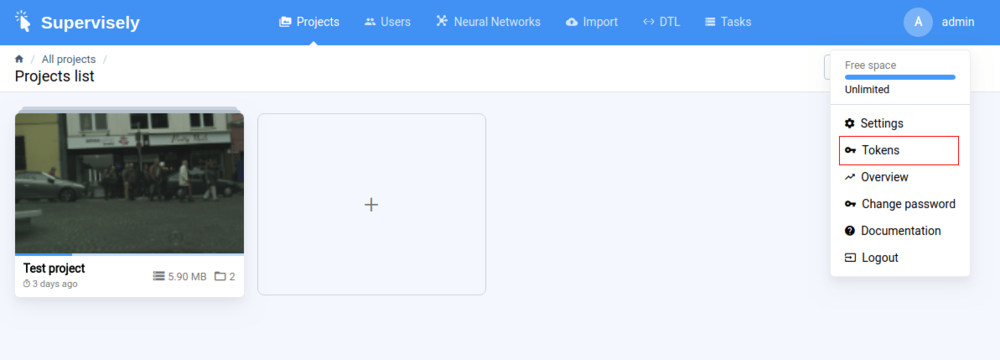 Supervisely
Projects
Users
Neural Networks
Import
DTL
Tasks
A
admin
/ All projects /
Projects list
Free space
Unlimited
Settings
Tokens
Overview
Change password
Documentation
Logout
Test project
3 days ago
5.90 MB
2